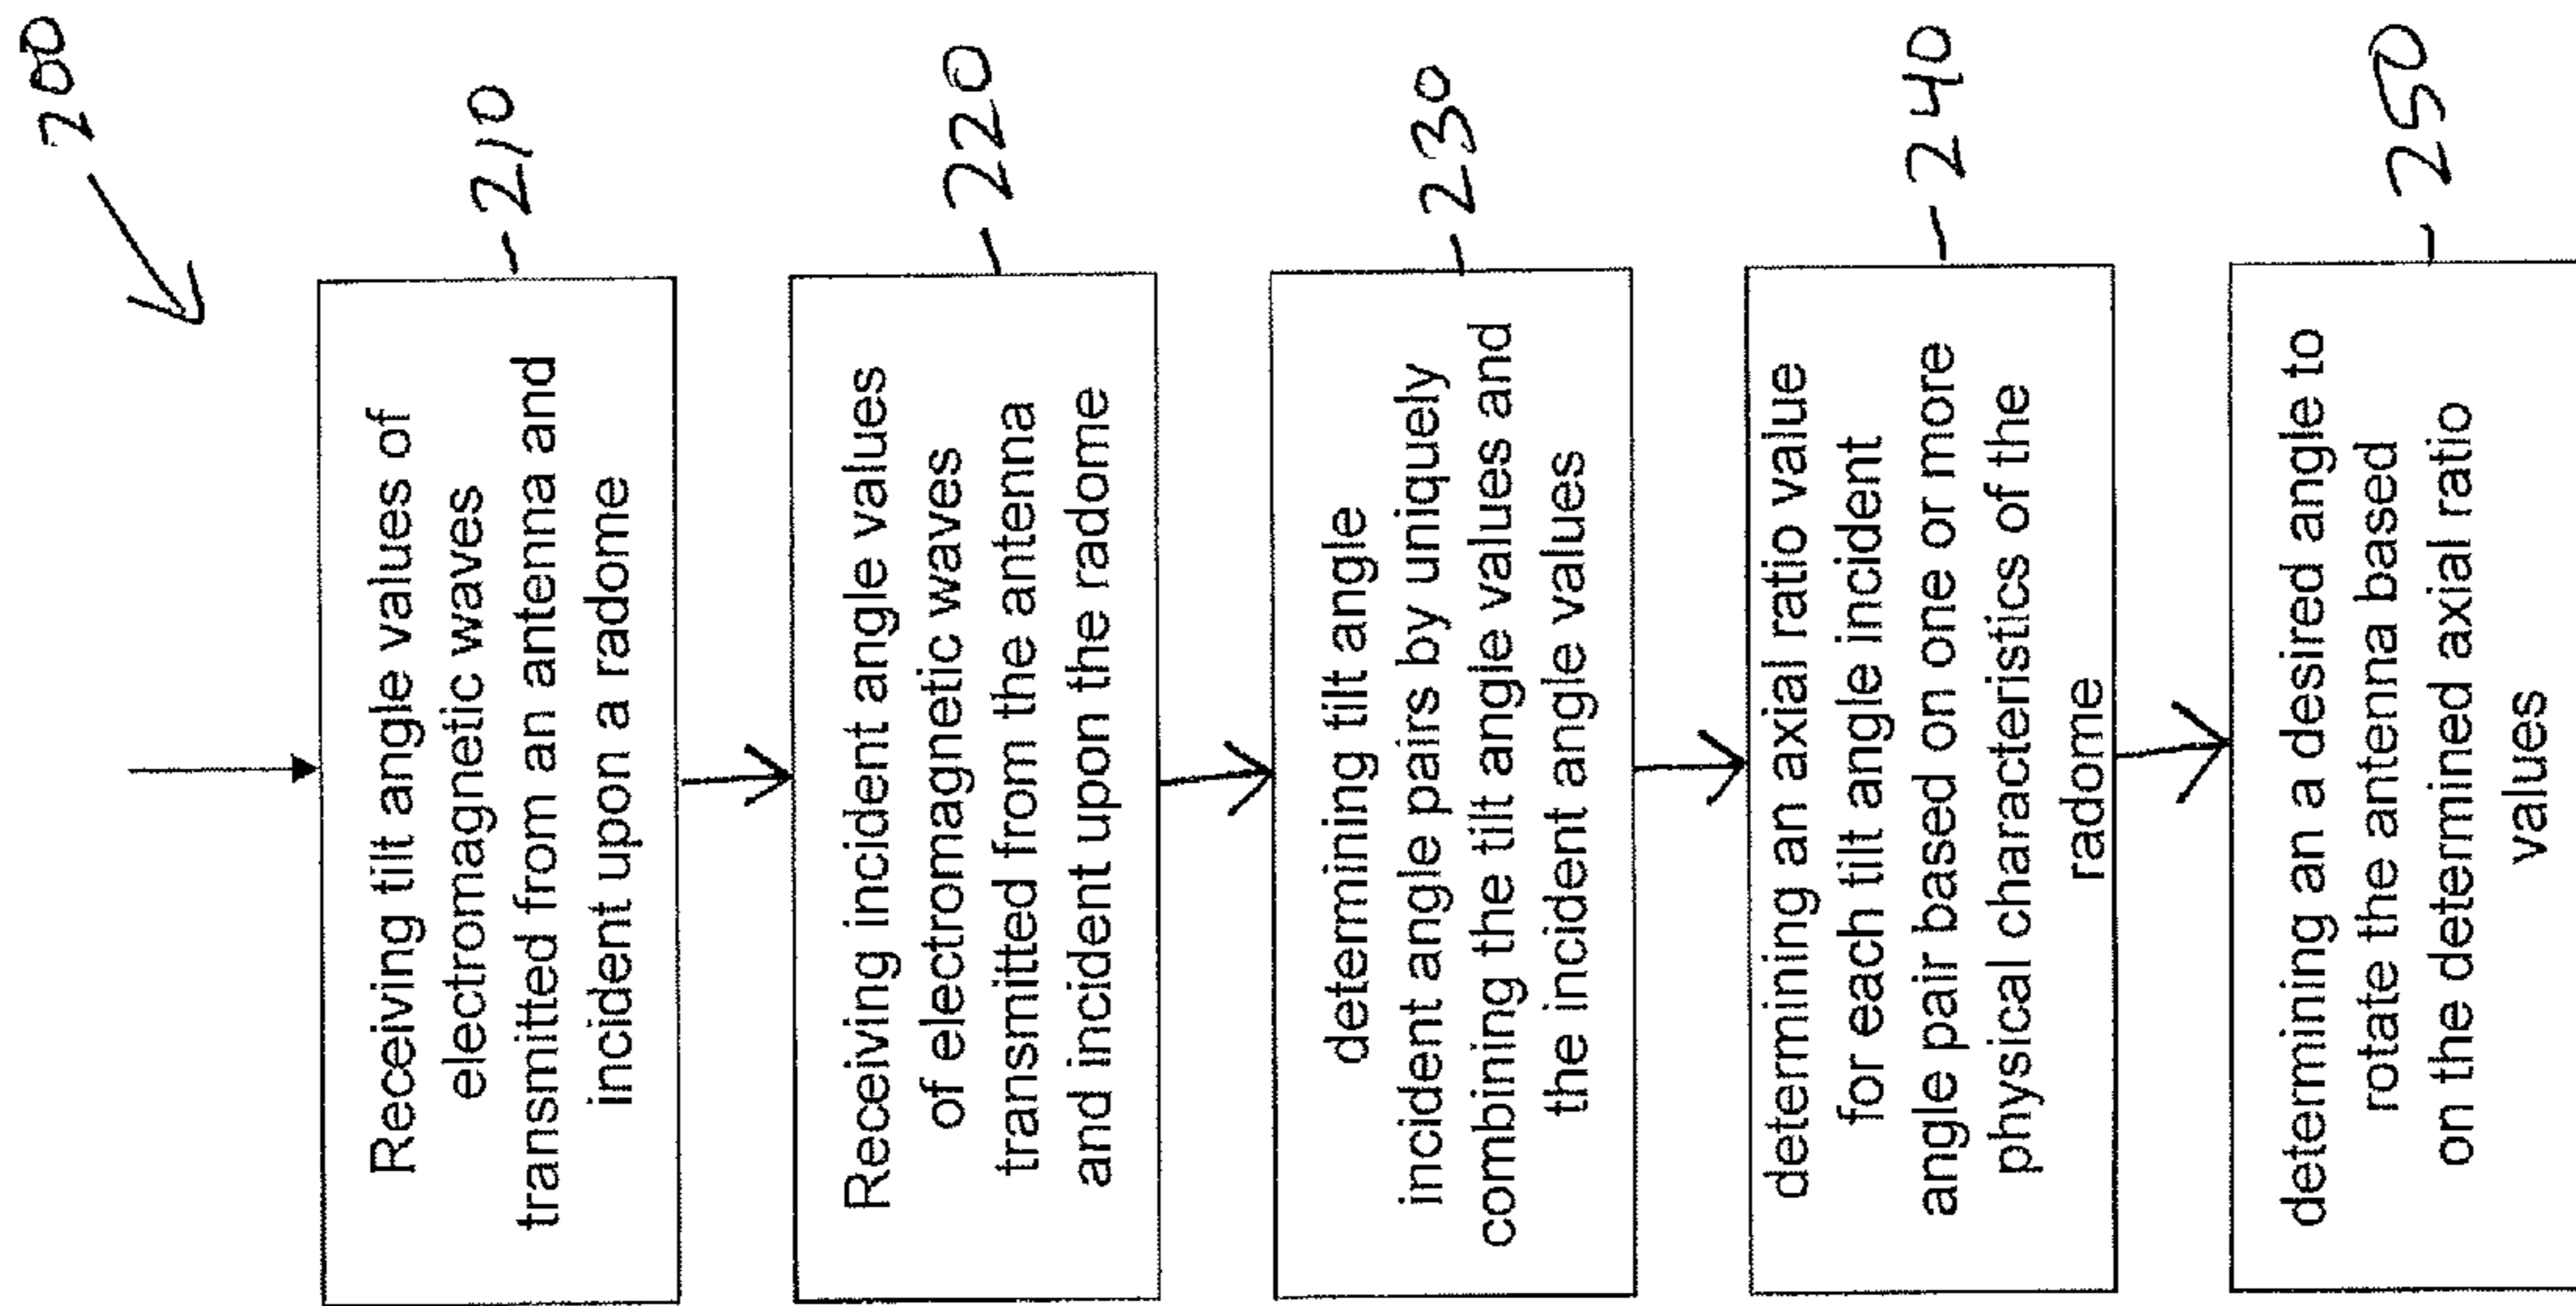 200
Receiving tilt angle values of
electromagnetic waves
transmitted from an antenna and
incident upon a radome
210
Receiving incident angle values
of electromagnetic waves
transmitted from the antenna
and incident upon the radome
220
determining tilt angle
incident angle pairs by uniquely
combining the tilt angle values and
the incident angle values
230
determining an axial ratio value
for each tilt angle incident
angle pair based on one or more
physical characteristics of the
radome
240
determining an a desired angle to
rotate the antenna based
on the determined axial ratio
values
250